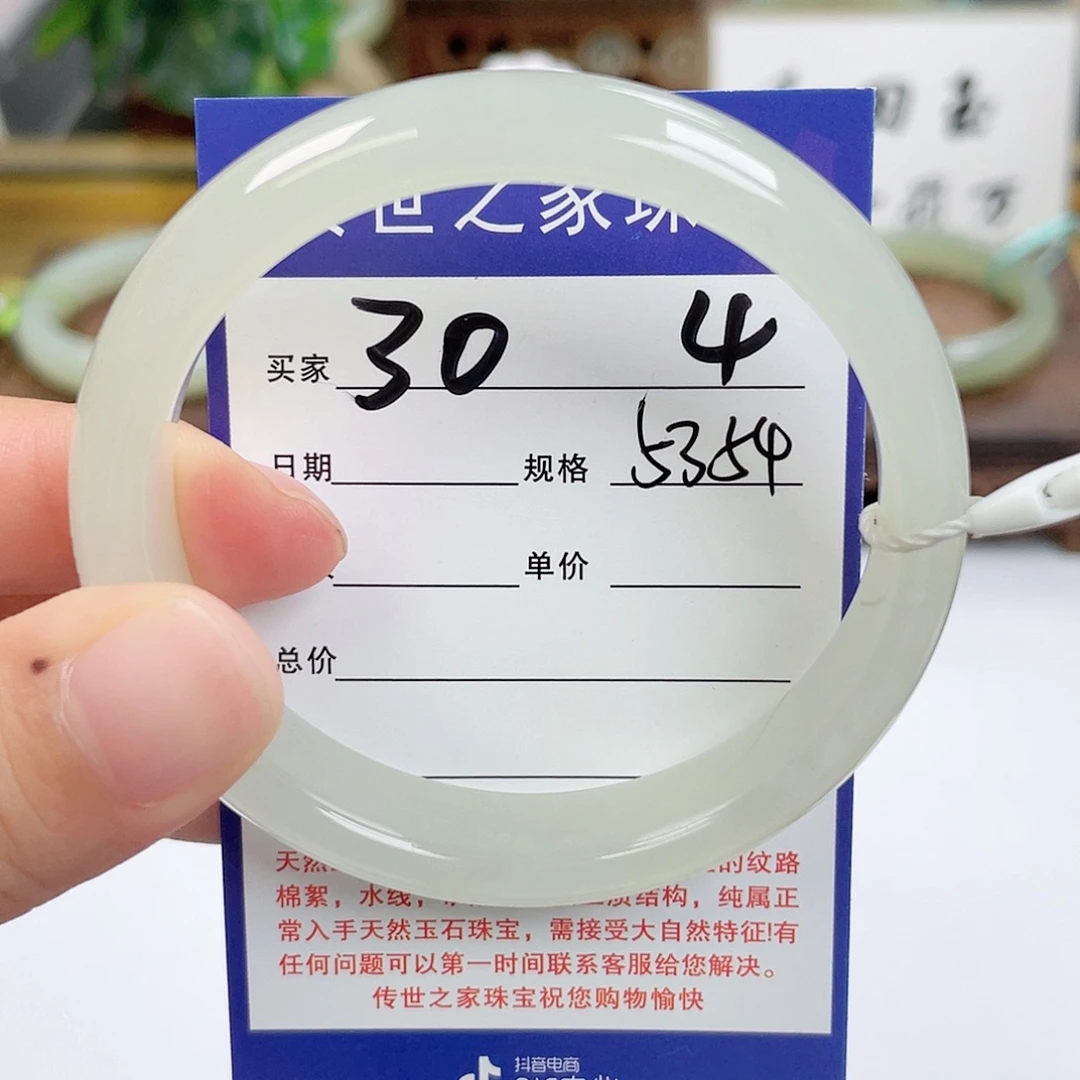 世之家珠
买家 30 4
日期 规格 5354
单价
总价
天然 的纹路
棉絮，水线， 质结构，纯属正
常入手天然玉石珠宝，需接受大自然特征!有
任何问题可以第一时间联系客服给您解决。
传世之家珠宝祝您购物愉快
抖音电商